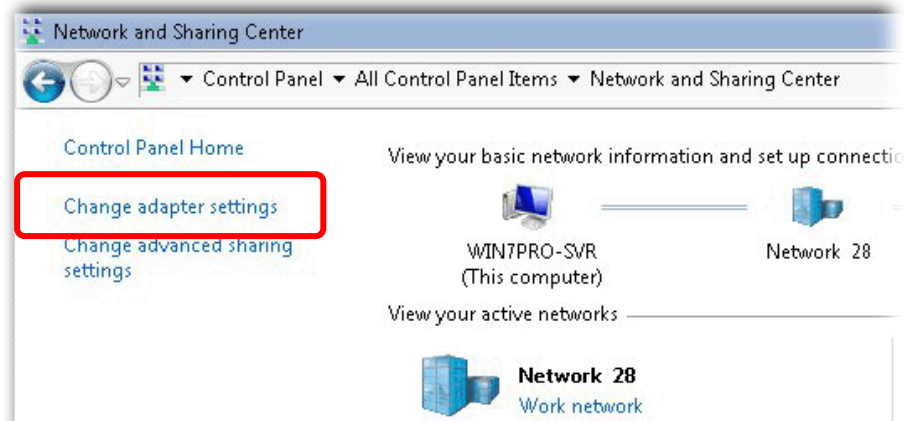 Network and Sharing Center
Control Panel All Control Panel Items Network and Sharing Center
Control Panel Home
Change adapter settings
Change advanced sharing
settings
View your basic network information and set up
WIN7PRO-SVR
(This computer)
Network 28
View your active networks
Network 28
Work network